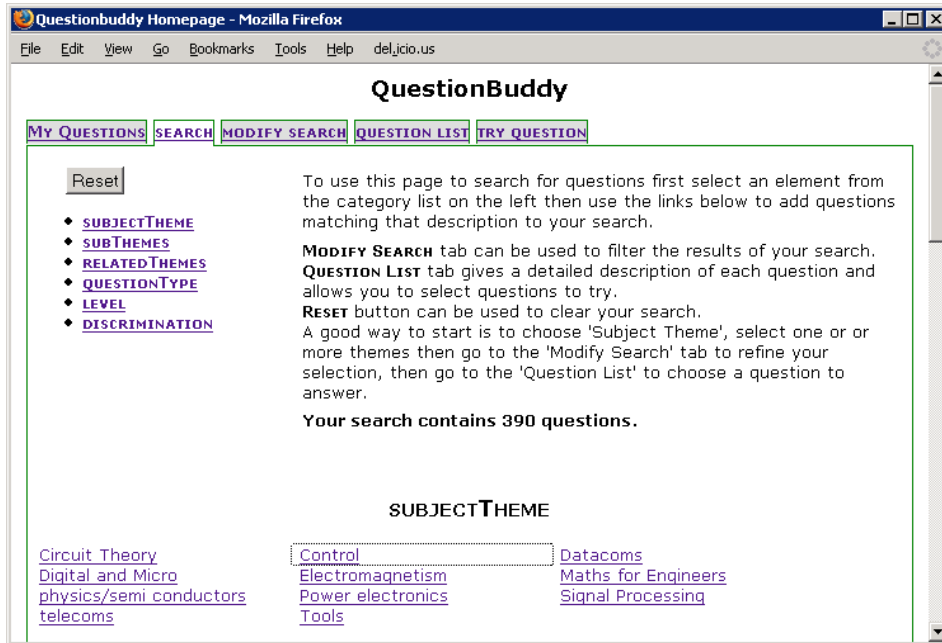 Questionbuddy Homepage - Mozilla Firefox
File Edit View Go Bookmarks Tools Help del.icio.us
QuestionBuddy
My Questions SEARCH MODIFY SEARCH QUESTION LIST TRY QUESTION
Reset
SUBJECTTHEME
SUBTHEMES
RELATEDTHEMES
QUESTIONTYPE
LEVEL
DISCRIMINATION
To use this page to search for questions first select an element from
the category list on the left then use the links below to add questions
matching that description to your search.
MODIFY SEARCH tab can be used to filter the results of your search.
QUESTION LIST tab gives a detailed description of each question and
allows you to select questions to try.
RESET button can be used to clear your search.
A good way to start is to choose 'Subject Theme', select one or or
more themes then go to the 'Modify Search' tab to refine your
selection, then go to the 'Question List' to choose a question to
answer.
Your search contains 390 questions.
SUBJECTTHEME
Circuit Theory Control Datacoms
Digital and Micro Electromagnetism Maths for Engineers
physics/semi conductors Power electronics Signal Processing
telecoms Tools